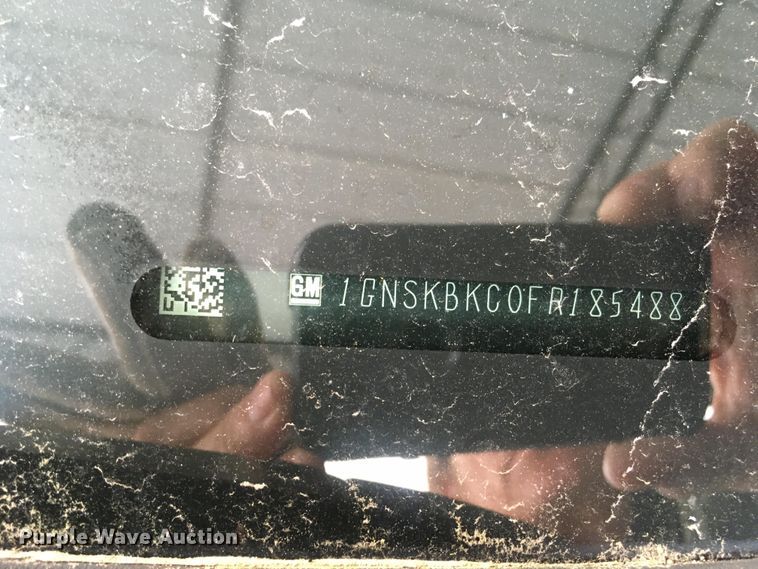 GM 1GNSKBKC0FR185488
Purple Wave Auction